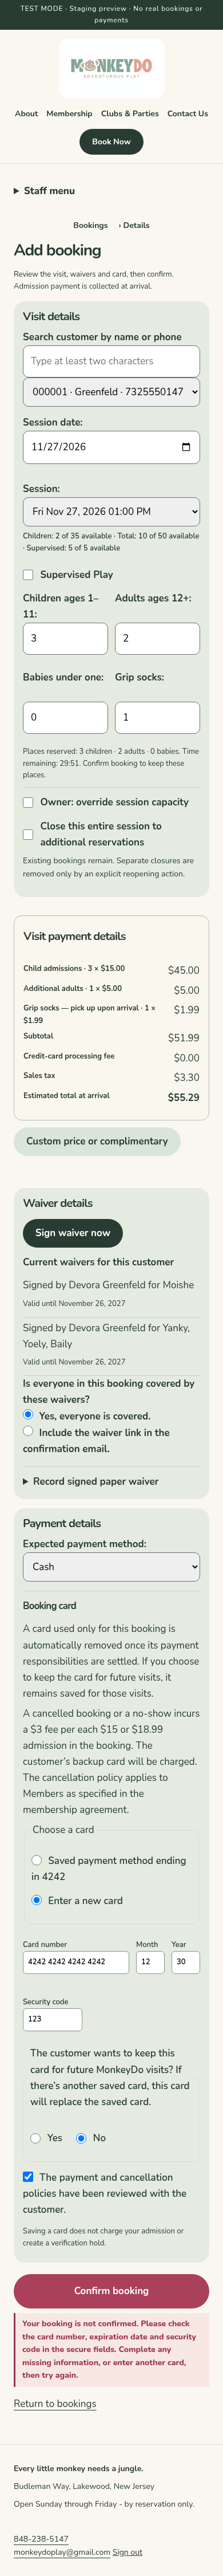 TEST MODE · Staging preview · No real bookings or
payments
MONKEYDO
ADVENTUROUS PLAY
About Membership Clubs & Parties Contact Us
Book Now
Staff menu
Bookings › Details
Add booking
Review the visit, waivers and card, then confirm.
Admission payment is collected at arrival.
Visit details
Search customer by name or phone
Type at least two characters
000001 · Greenfield · 7325550147
Session date:
11/27/2026
Session:
Fri Nov 27, 2026 01:00 PM
Children: 2 of 35 available · Total: 10 of 50 available
· Supervised: 5 of 5 available
Supervised Play
Children ages 1–
11:
Adults ages 12+:
3
2
Babies under one:
Grip socks:
0
1
Places reserved: 3 children · 2 adults · 0 babies. Time
remaining: 29:51. Confirm booking to keep these
places.
Owner: override session capacity
Close this entire session to
additional reservations
Existing bookings remain. Separate closures are
removed only by an explicit reopening action.
Visit payment details
Child admissions · 3 × $15.00 $45.00
Additional adults · 1 × $5.00 $5.00
Grip socks — pick up upon arrival · 1 ×
$1.99
$1.99
Subtotal $51.99
Credit-card processing fee $0.00
Sales tax $3.30
Estimated total at arrival $55.29
Custom price or complimentary
Waiver details
Sign waiver now
Current waivers for this customer
Signed by Devora Greenfeld for Moishe
Valid until November 26, 2027
Signed by Devora Greenfeld for Yanky,
Yoely, Baily
Valid until November 26, 2027
Is everyone in this booking covered by
these waivers?
Yes, everyone is covered.
Include the waiver link in the
confirmation email.
Record signed paper waiver
Payment details
Expected payment method:
Cash
Booking card
A card used only for this booking is
automatically removed once its payment
responsibilities are settled. If you choose
to keep the card for future visits, it
remains saved for those visits.
A cancelled booking or a no-show incurs
a $3 fee per each $15 or $18.99
admission in the booking. The
customer’s backup card will be charged.
The cancellation policy applies to
Members as specified in the
membership agreement.
Choose a card
Saved payment method ending
in 4242
Enter a new card
Card number
Month
Year
4242 4242 4242 4242
12
30
Security code
123
The customer wants to keep this
card for future MonkeyDo visits? If
there’s another saved card, this card
will replace the saved card.
Yes No
The payment and cancellation
policies have been reviewed with the
customer.
Saving a card does not charge your admission or
create a verification hold.
Confirm booking
Your booking is not confirmed. Please check
the card number, expiration date and security
code in the secure fields. Complete any
missing information, or enter another card,
then try again.
Return to bookings
Every little monkey needs a jungle.
Budleman Way, Lakewood, New Jersey
Open Sunday through Friday - by reservation only.
848-238-5147
monkeydoplay@gmail.com Sign out